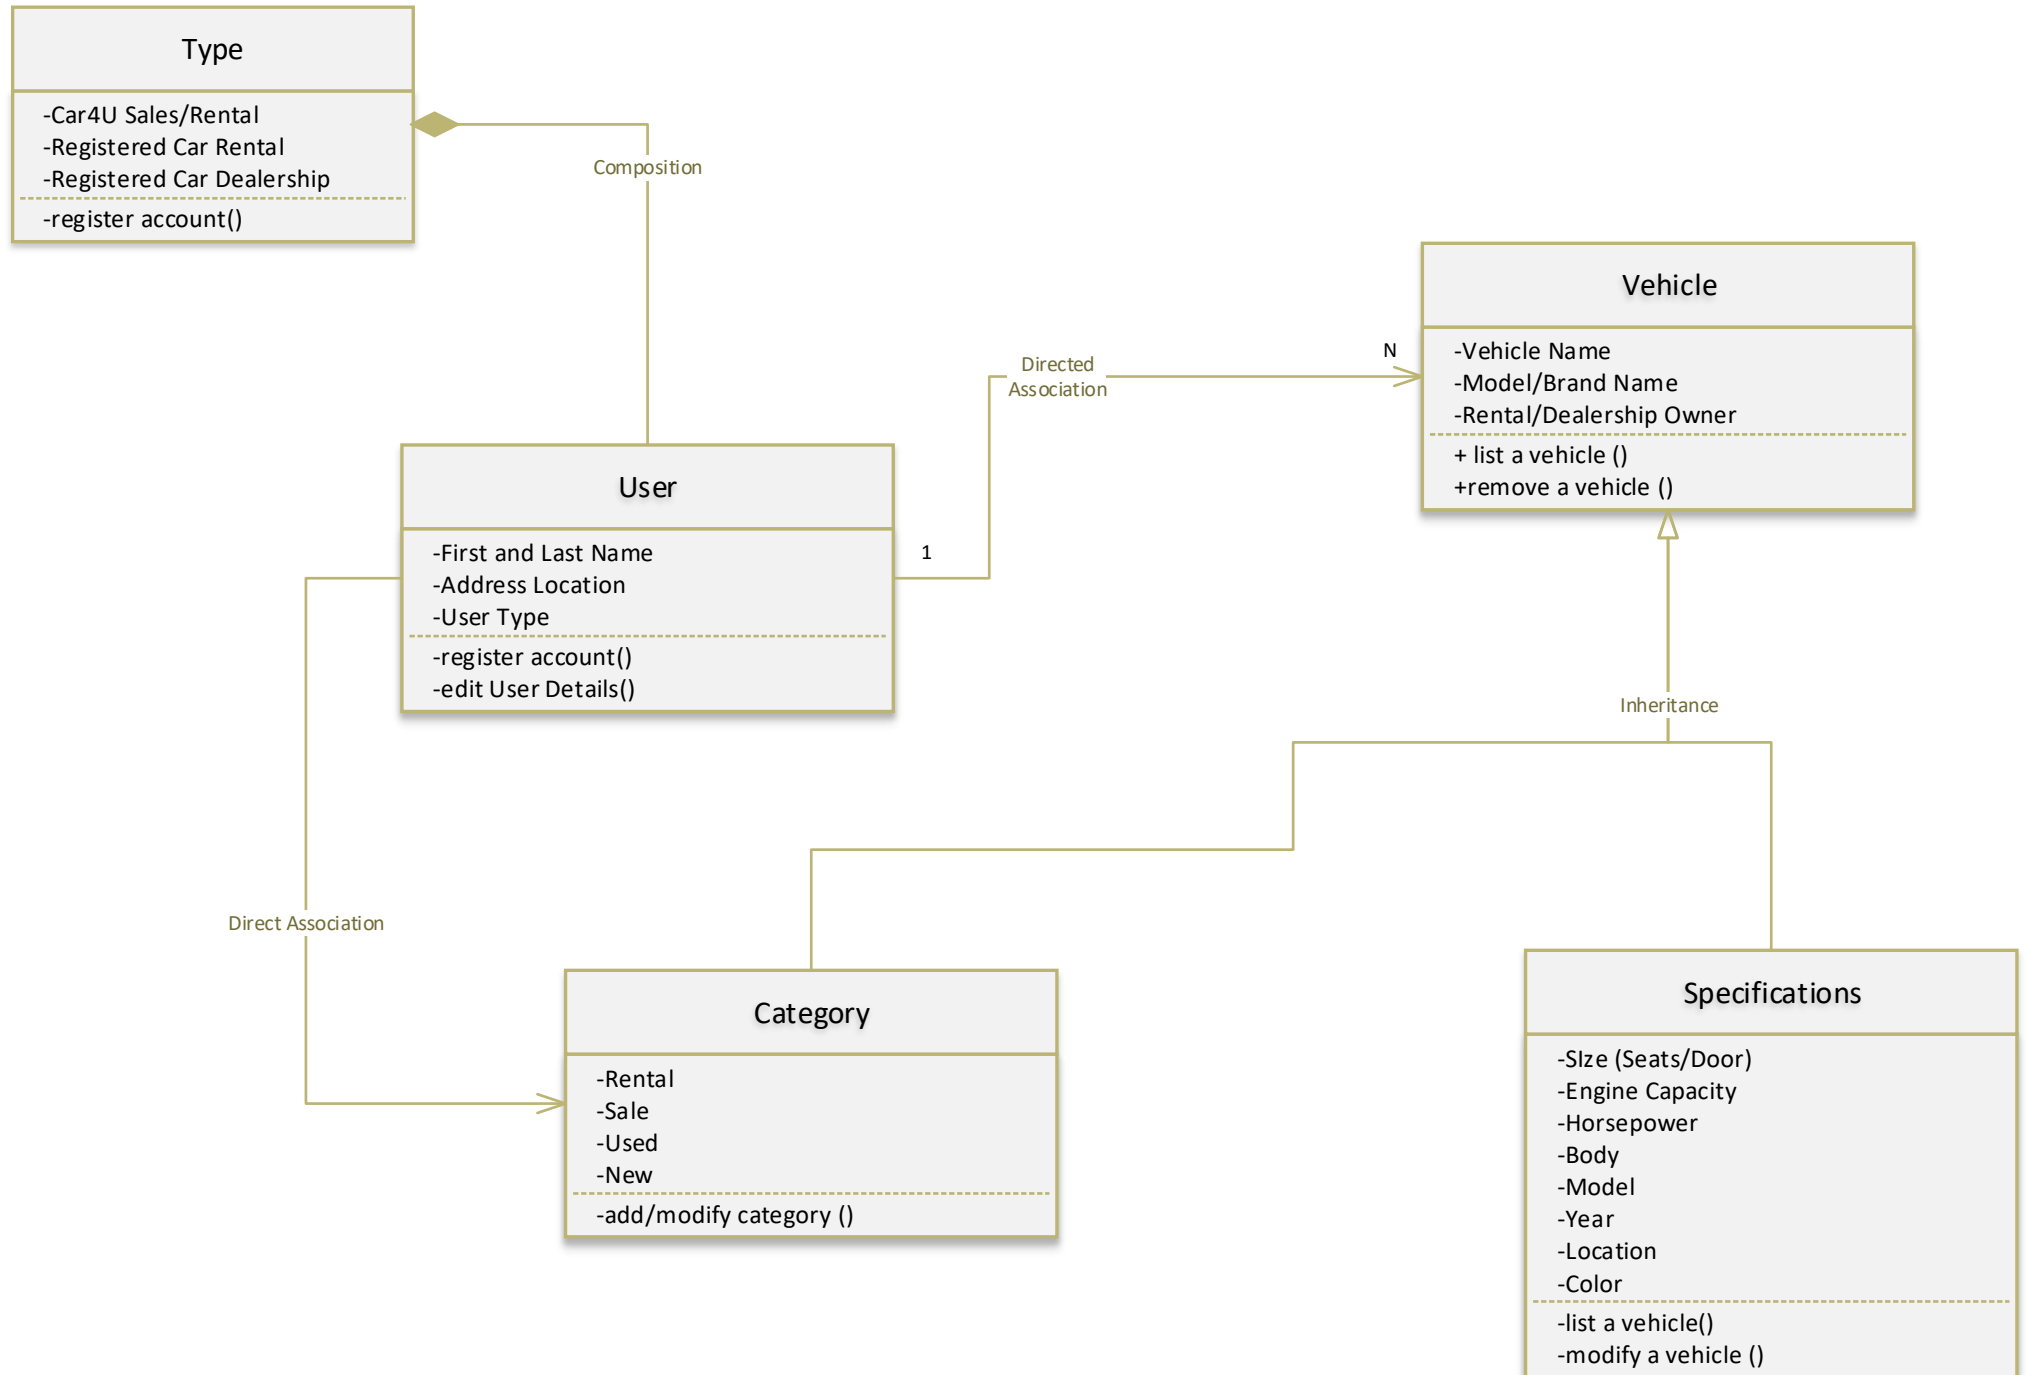 Type
-Car4U Sales/Rental
-Registered Car Rental
-Registered Car Dealership
-register account()
Composition
Vehicle
-Vehicle Name
-Model/Brand Name
-Rental/Dealership Owner
+ list a vehicle ()
+remove a vehicle ()
Directed
Association
N
1
User
-First and Last Name
-Address Location
-User Type
-register account()
-edit User Details()
Inheritance
Direct Association
Category
-Rental
-Sale
-Used
-New
-add/modify category ()
Specifications
-SIze (Seats/Door)
-Engine Capacity
-Horsepower
-Body
-Model
-Year
-Location
-Color
-list a vehicle()
-modify a vehicle ()